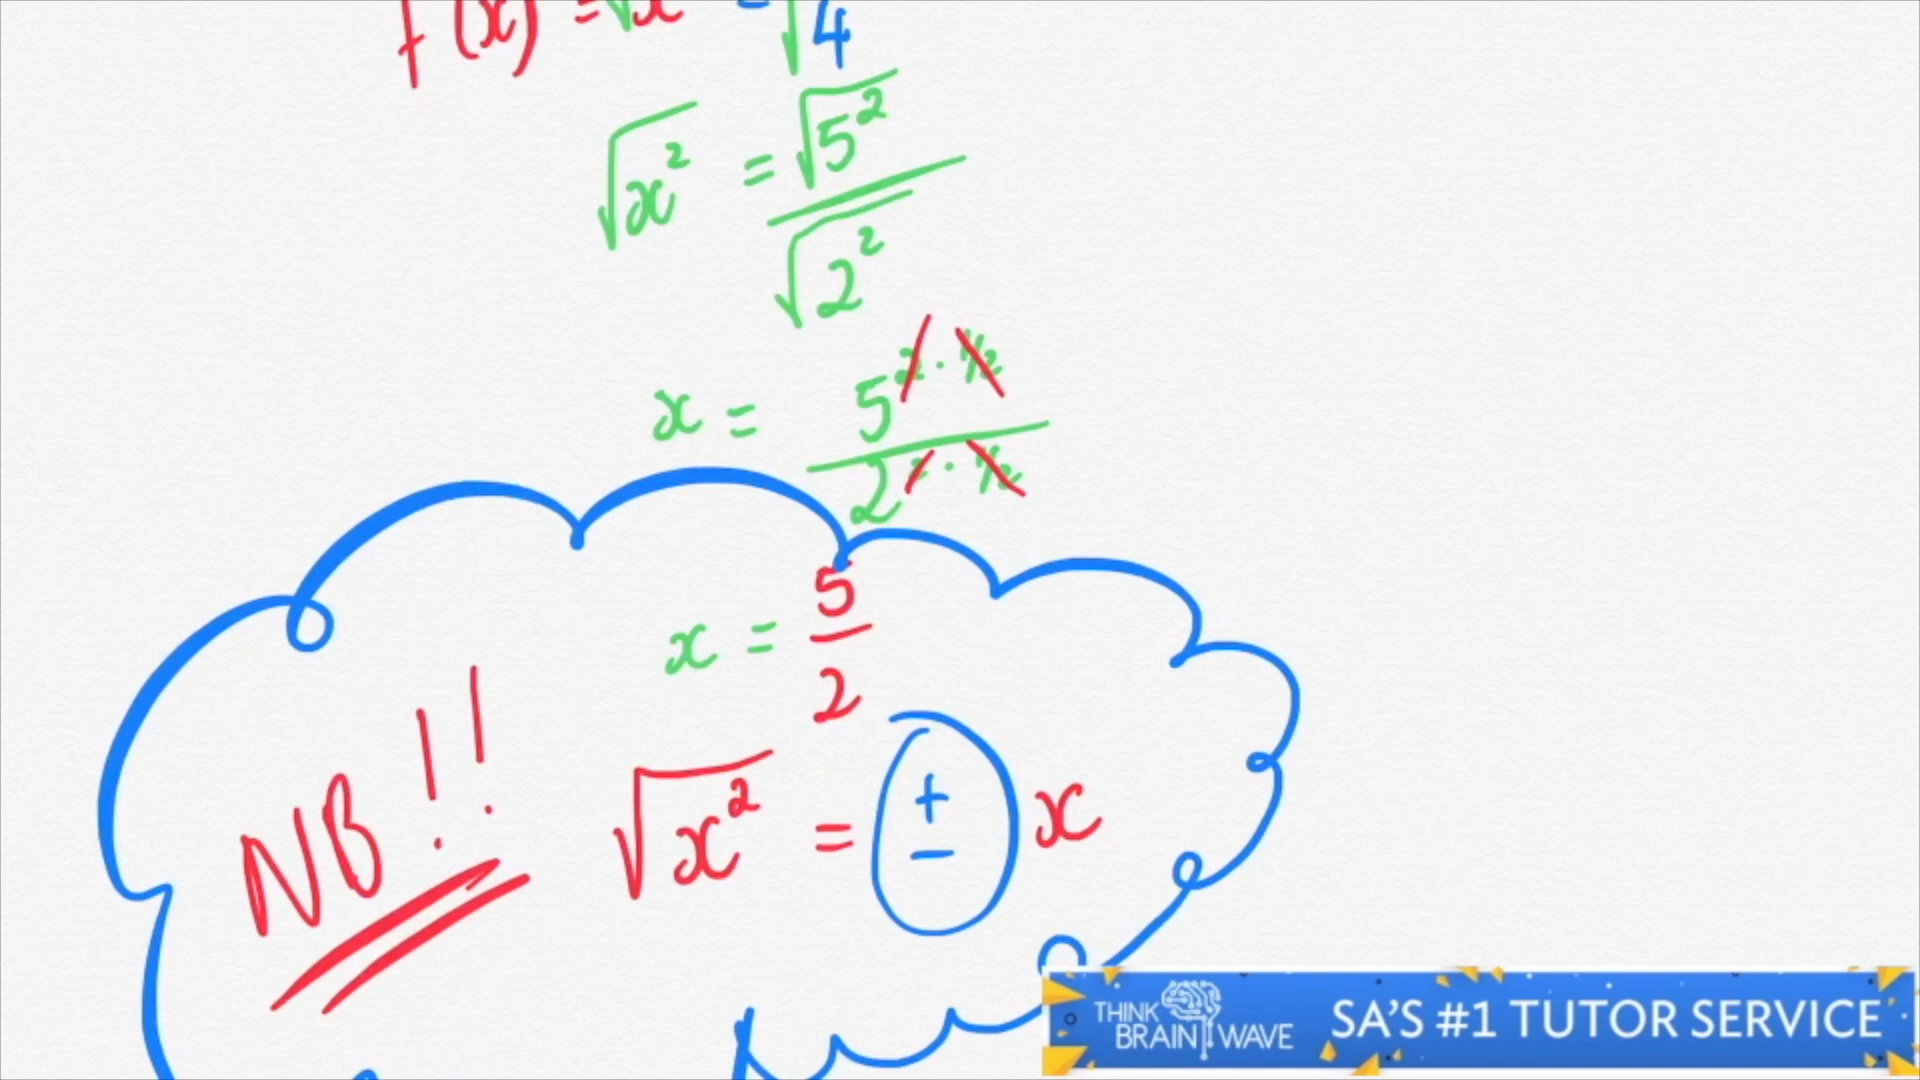 f(x) = √x = √4
√x² = √5² / √2²
x = 5^2·1/2 / 2^2·1/2
x = 5/2
NB!! √x² = ± x
THINK BRAIN WAVE
SA'S #1 TUTOR SERVICE